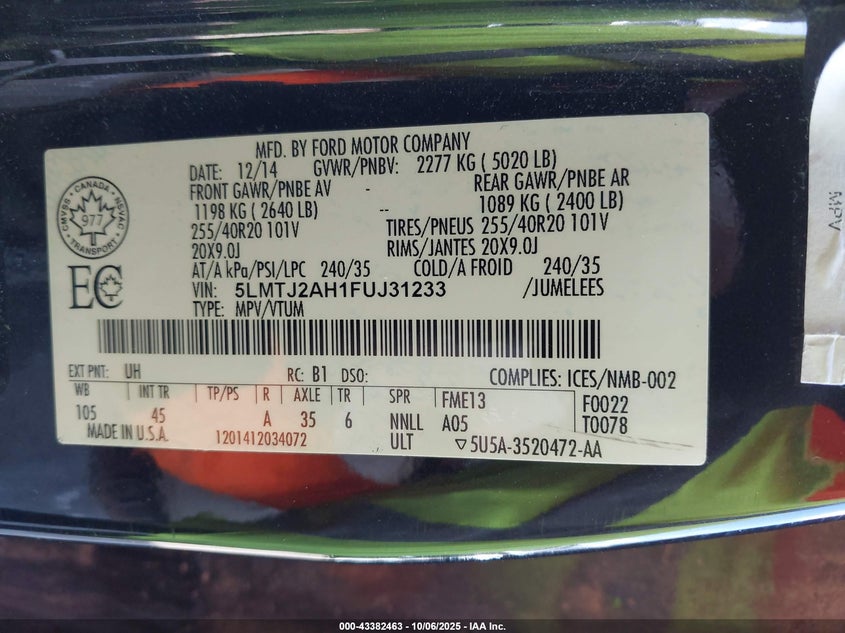 MFD. BY FORD MOTOR COMPANY
DATE: 12/14 GVWR/PNBV: 2277 KG ( 5020 LB)
FRONT GAWR/PNBE AV - REAR GAWR/PNBE AR
1198 KG ( 2640 LB) -- 1089 KG ( 2400 LB)
255/40R20 101V TIRES/PNEUS 255/40R20 101V
20X9.0J RIMS/JANTES 20X9.0J
AT/A kPa/PSI/LPC 240/35 COLD/A FROID 240/35
VIN: 5LMTJ2AH1FUJ31233 /JUMELEES
TYPE: MPV/VTUM
CANADA
CMVSS NSVAC
977
TRANSPORT
EC
EXT PNT: UH RC: B1 DSO: COMPLIES: ICES/NMB-002
WB INT TR TP/PS R AXLE TR SPR FME13 F0022
105 45 A 35 6 NNLL A05 T0078
MADE IN U.S.A. 1201412034072 ULT ▽5U5A-3520472-AA
MPV
000-43382463 - 10/06/2025 - IAA Inc.